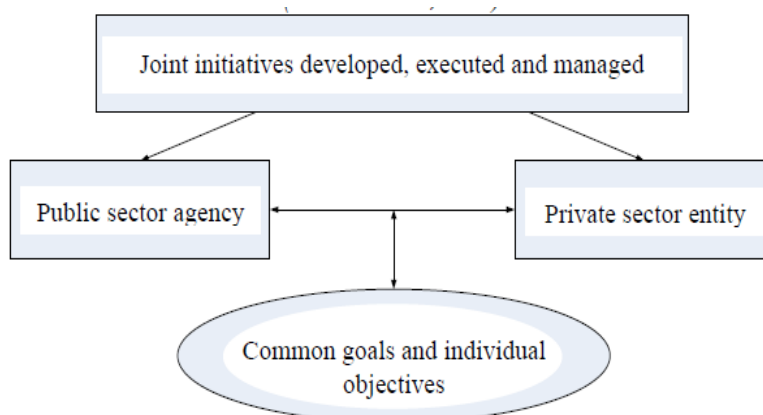 Joint initiatives developed, executed and managed
Public sector agency
Private sector entity
Common goals and individual
objectives